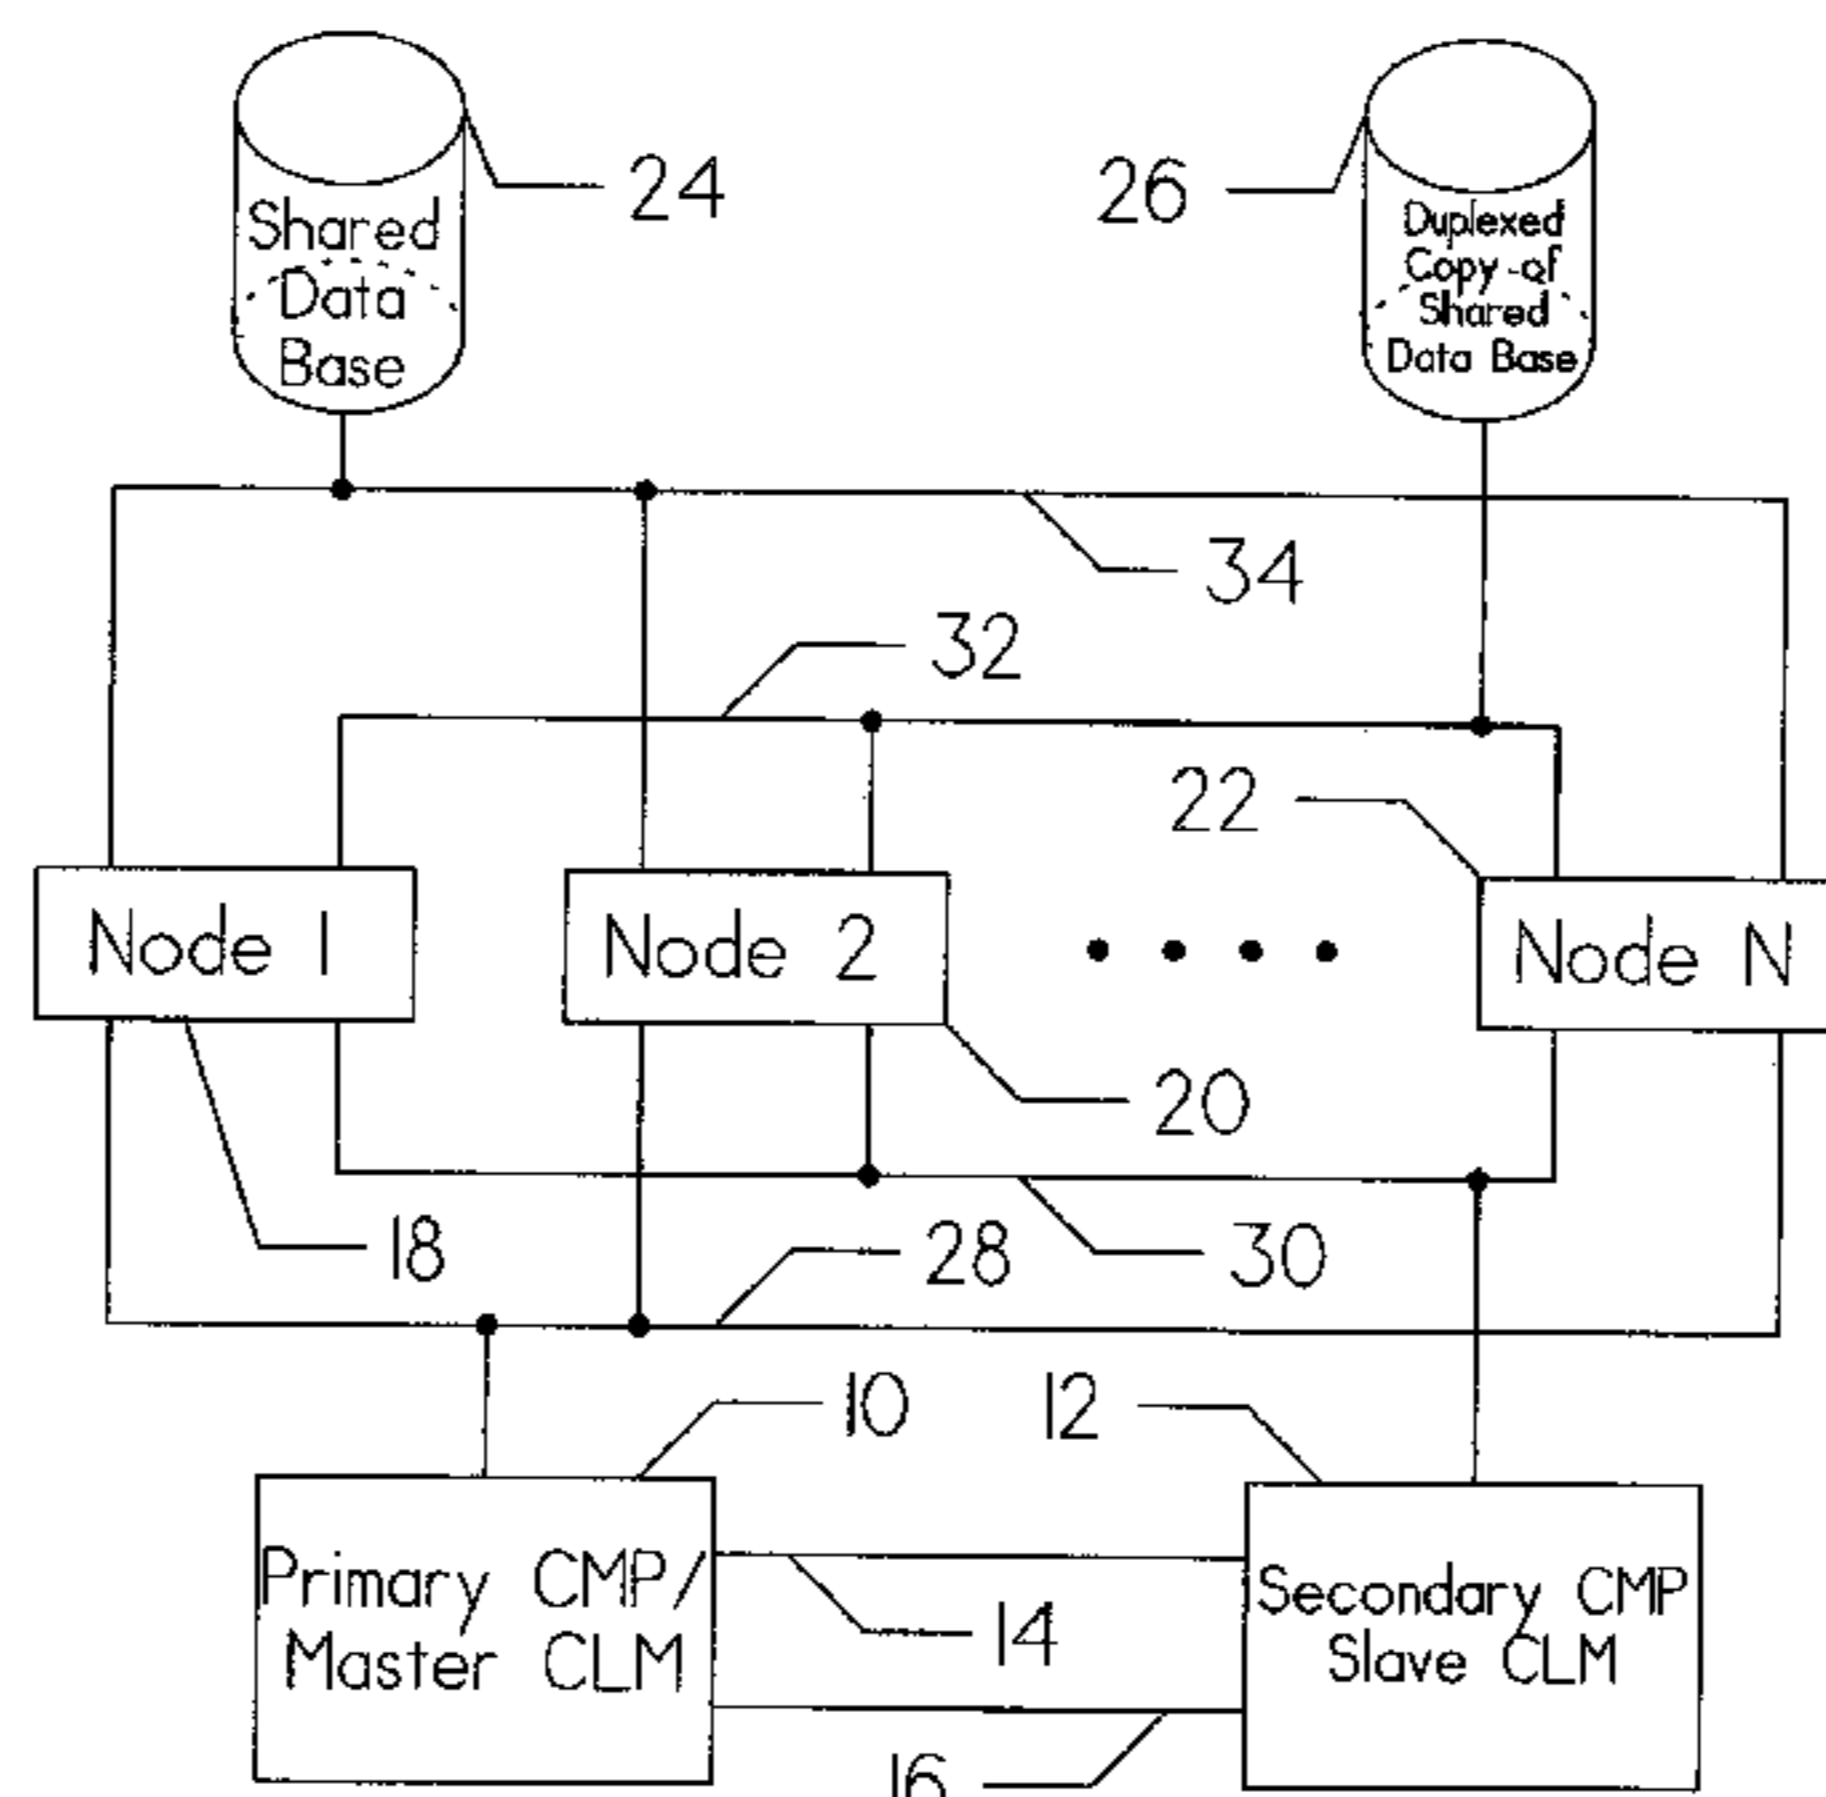 24
26
Shared
Data
Base
Duplexed
Copy of
Shared
Data Base
34
32
22
Node 1
Node 2
Node N
20
18
28
30
10
12
Primary CMP/
Master CLM
Secondary CMP
Slave CLM
14
16